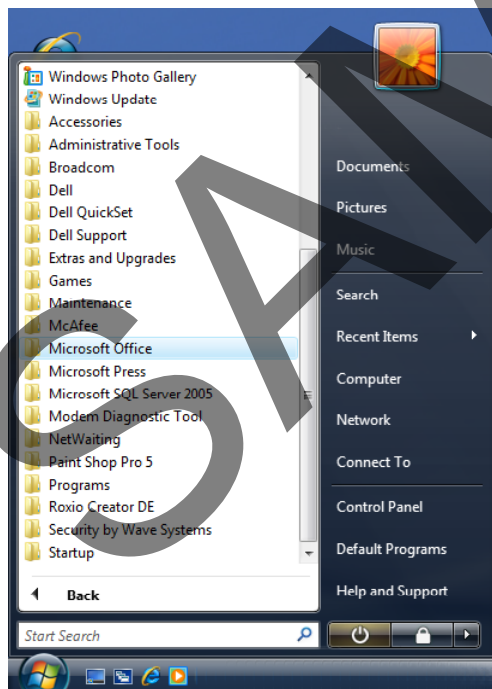 Windows Photo Gallery
Windows Update
Accessories
Administrative Tools
Broadcom
Dell
Dell QuickSet
Dell Support
Extras and Upgrades
Games
Maintenance
McAfee
Microsoft Office
Microsoft Press
Microsoft SQL Server 2005
Modem Diagnostic Tool
NetWaiting
Paint Shop Pro 5
Programs
Roxio Creator DE
Security by Wave Systems
Startup
Back
Start Search
Documents
Pictures
Music
Search
Recent Items
Computer
Network
Connect To
Control Panel
Default Programs
Help and Support